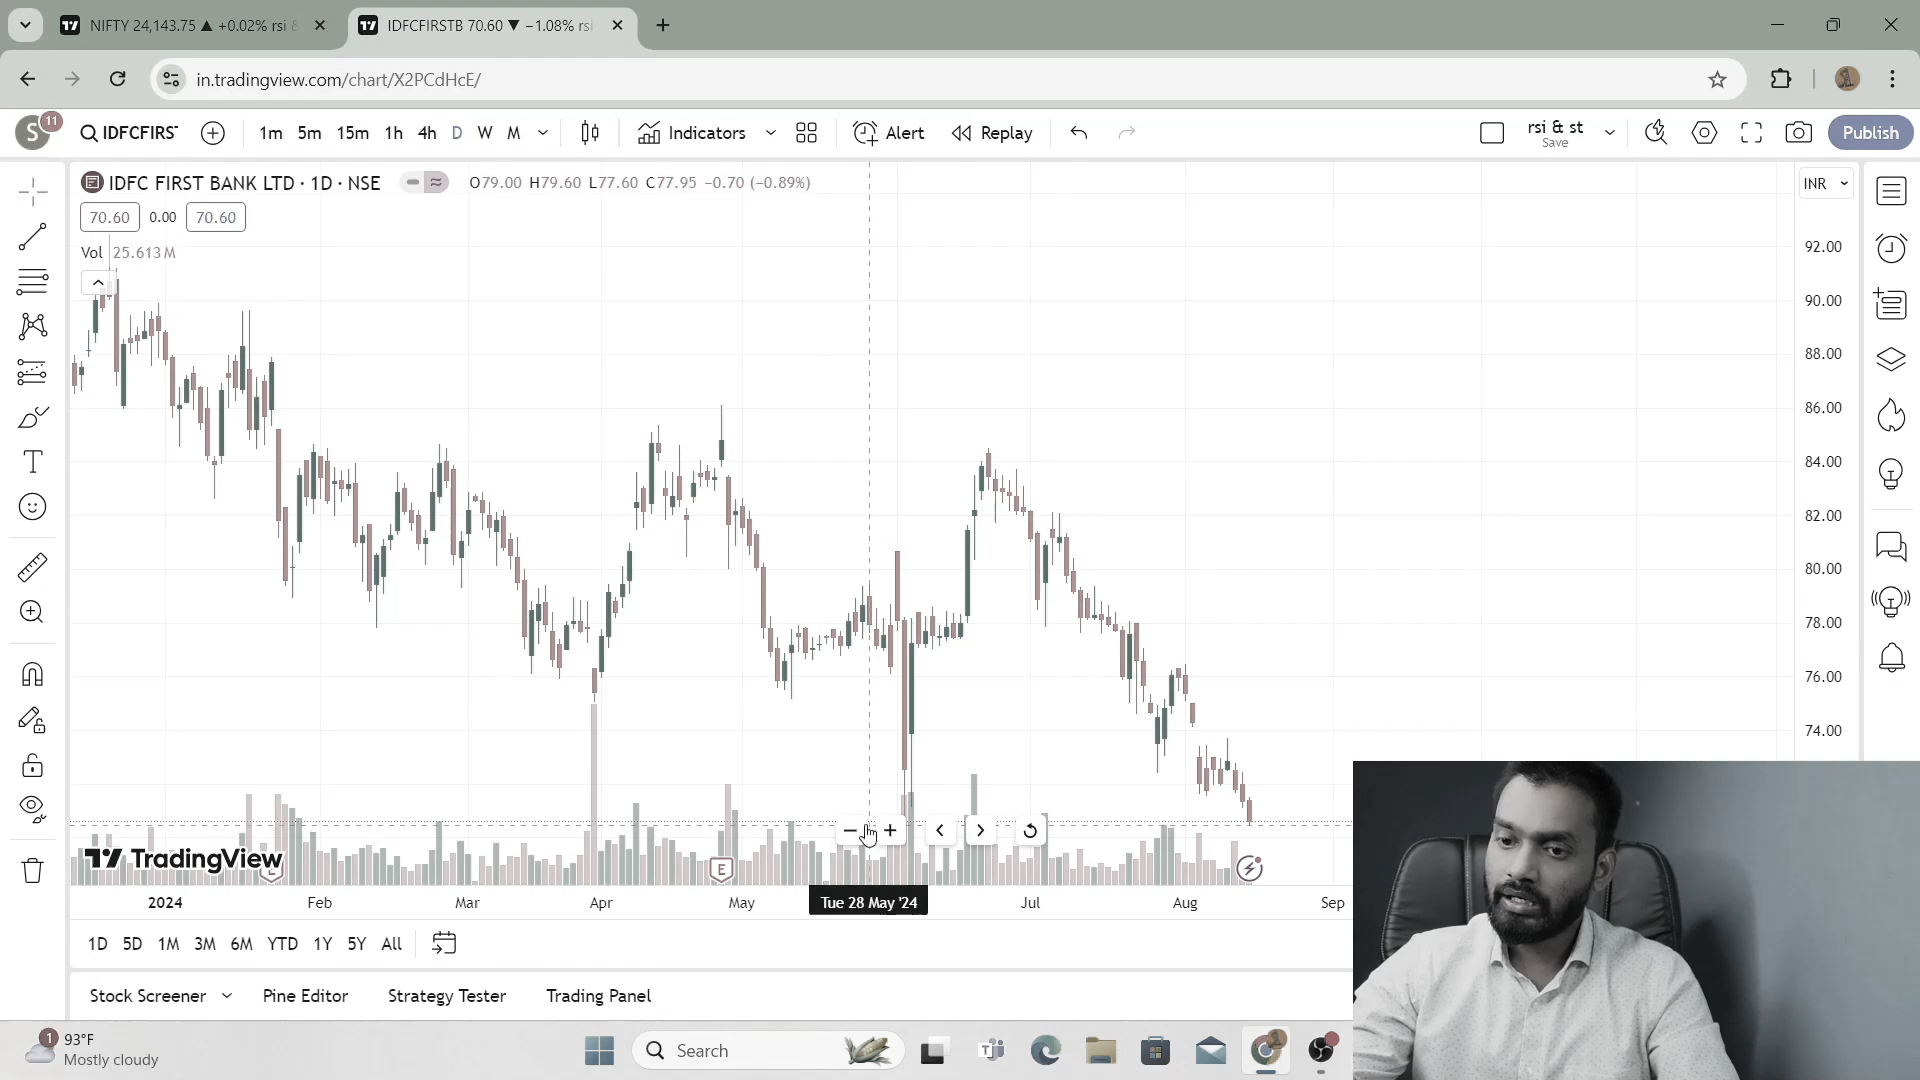 NIFTY 24,143.75 ▲ +0.02% rsi &
IDFCFIRSTB 70.60 ▼ −1.08% rsi
in.tradingview.com/chart/X2PCdHcE/
S 11
IDFCFIRST
1m 5m 15m 1h 4h D W M
Indicators
Alert
Replay
rsi & st
Save
Publish
IDFC FIRST BANK LTD · 1D · NSE
O79.00 H79.60 L77.60 C77.95 −0.70 (−0.89%)
INR
70.60 0.00 70.60
Vol 25.613 M
92.00
90.00
88.00
86.00
84.00
82.00
80.00
78.00
76.00
74.00
TradingView
E
2024 Feb Mar Apr May Tue 28 May '24 Jul Aug Sep
1D 5D 1M 3M 6M YTD 1Y 5Y All
Stock Screener Pine Editor Strategy Tester Trading Panel
1
93°F
Mostly cloudy
Search